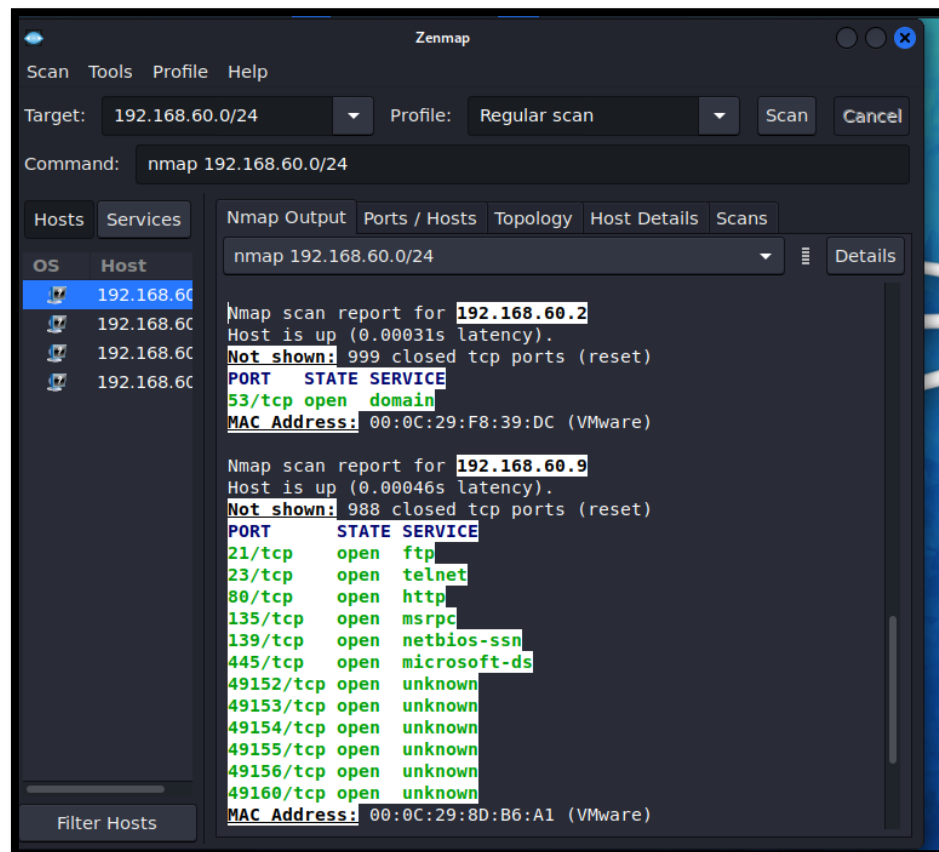 Zenmap
Scan Tools Profile Help
Target: 192.168.60.0/24 Profile: Regular scan Scan Cancel
Command: nmap 192.168.60.0/24
Hosts Services
Nmap Output Ports / Hosts Topology Host Details Scans
nmap 192.168.60.0/24 Details
OS Host
192.168.60
192.168.60
192.168.60
192.168.60
Nmap scan report for 192.168.60.2
Host is up (0.00031s latency).
Not shown: 999 closed tcp ports (reset)
PORT STATE SERVICE
53/tcp open domain
MAC Address: 00:0C:29:F8:39:DC (VMware)
Nmap scan report for 192.168.60.9
Host is up (0.00046s latency).
Not shown: 988 closed tcp ports (reset)
PORT STATE SERVICE
21/tcp open ftp
23/tcp open telnet
80/tcp open http
135/tcp open msrpc
139/tcp open netbios-ssn
445/tcp open microsoft-ds
49152/tcp open unknown
49153/tcp open unknown
49154/tcp open unknown
49155/tcp open unknown
49156/tcp open unknown
49160/tcp open unknown
MAC Address: 00:0C:29:8D:B6:A1 (VMware)
Filter Hosts